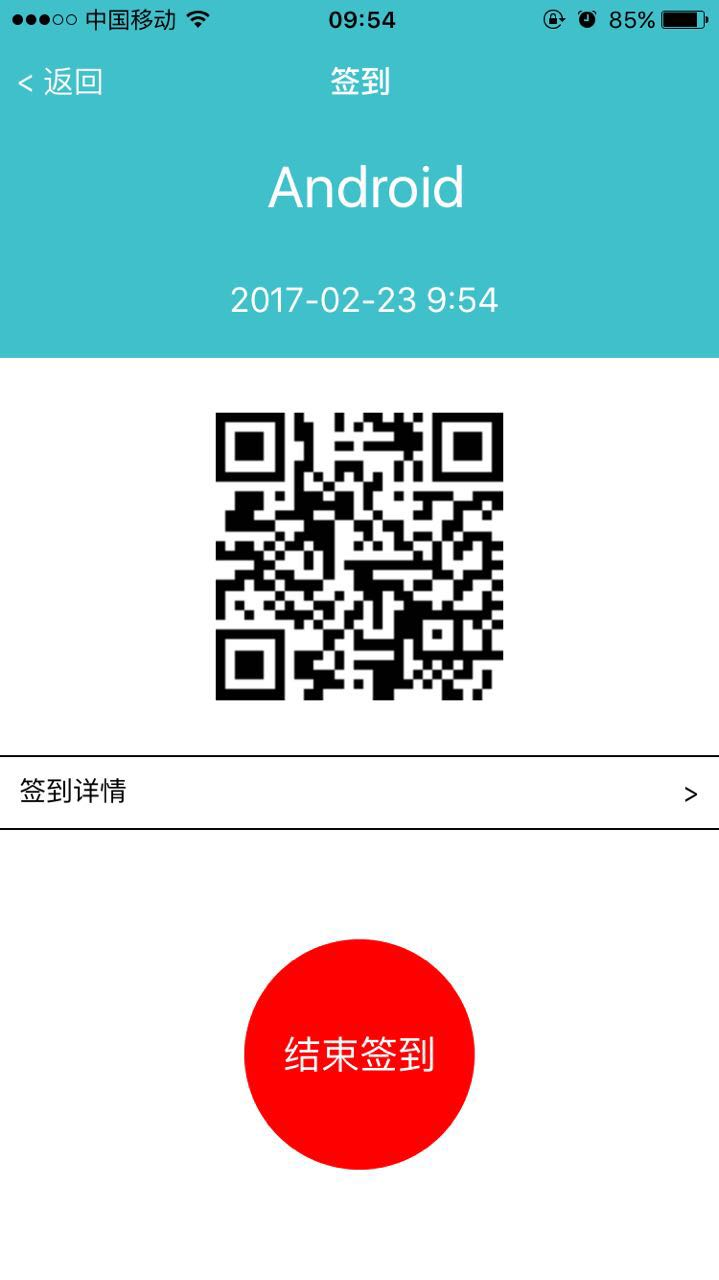 中国移动 09:54 85%
< 返回 签到
Android
2017-02-23 9:54
签到详情 >
结束签到